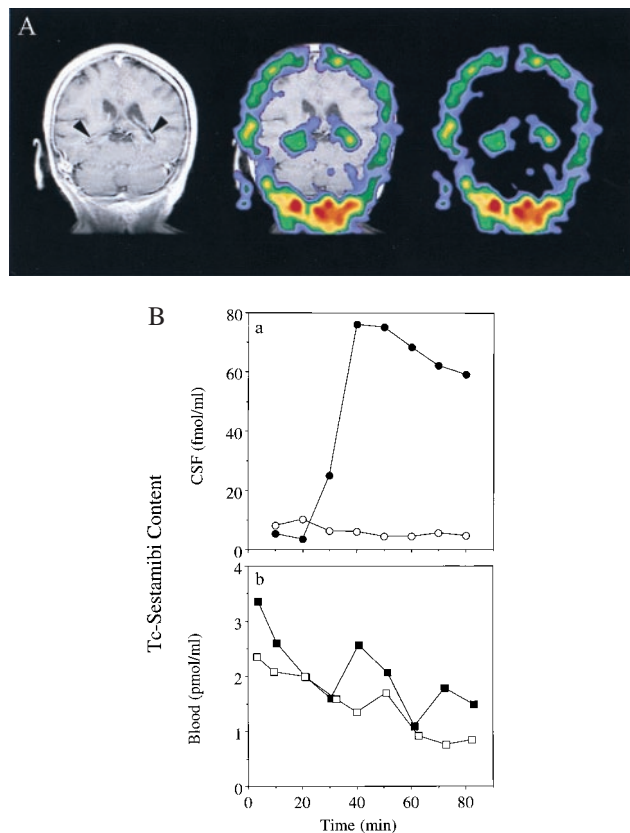 A
B
a
80
60
40
20
0
CSF (fmol/ml)
Tc-Sestamibi Content
b
4
3
2
1
0
Blood (pmol/ml)
0 20 40 60 80
Time (min)